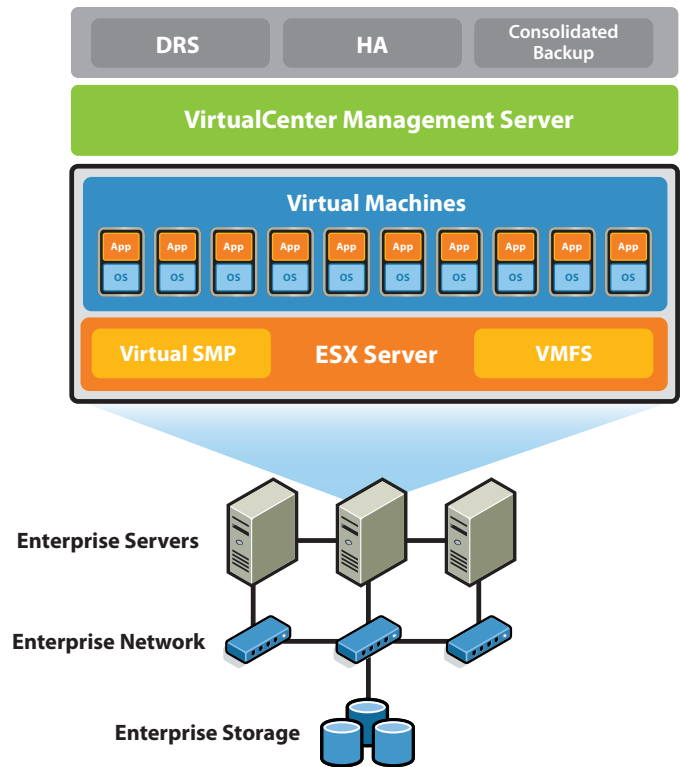 DRS
HA
Consolidated
Backup
VirtualCenter Management Server
Virtual Machines
App App App App App App App App App App
OS OS OS OS OS OS OS OS OS OS
Virtual SMP
ESX Server
VMFS
Enterprise Servers
Enterprise Network
Enterprise Storage